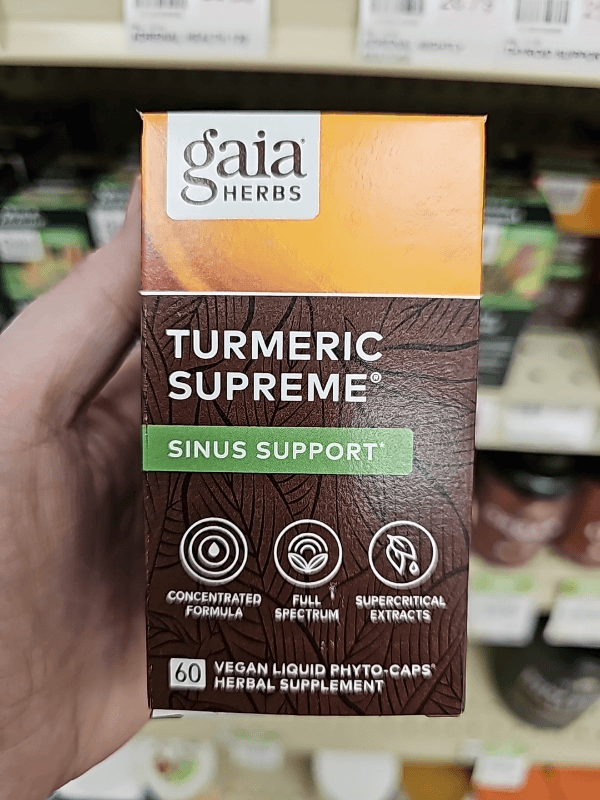 gaia®
HERBS
TURMERIC
SUPREME®
SINUS SUPPORT*
CONCENTRATED
FORMULA
FULL
SPECTRUM
SUPERCRITICAL
EXTRACTS
60
VEGAN LIQUID PHYTO-CAPS®
HERBAL SUPPLEMENT